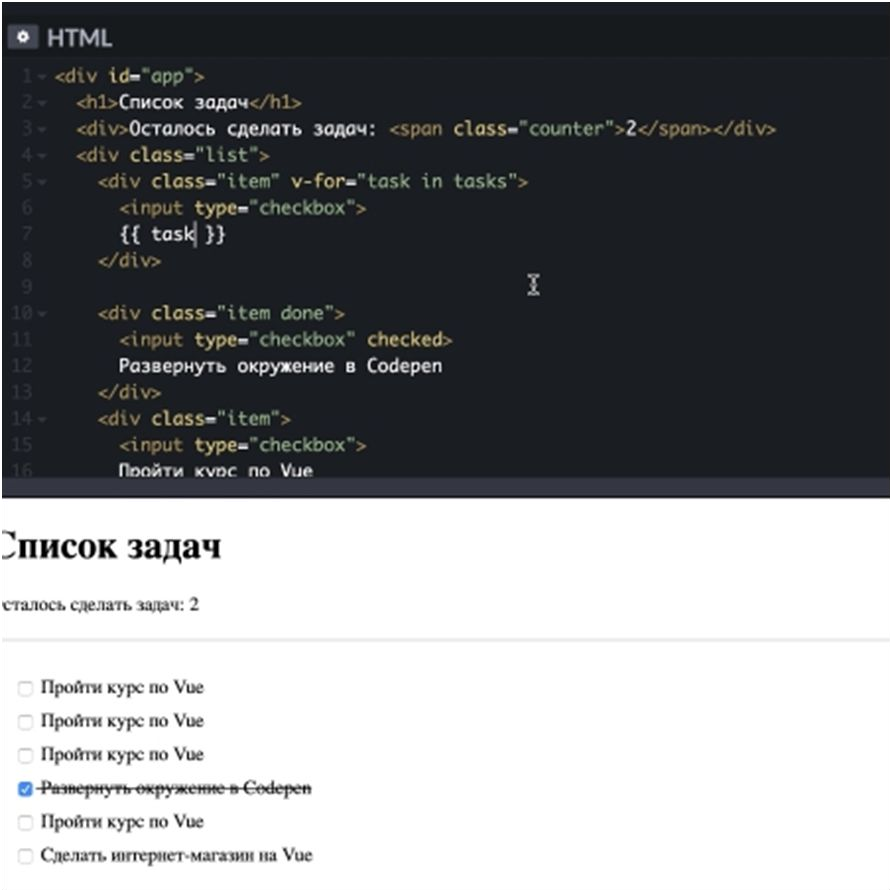 HTML
1 <div id="app">
2 <h1>Список задач</h1>
3 <div>Осталось сделать задач: <span class="counter">2</span></div>
4 <div class="list">
5 <div class="item" v-for="task in tasks">
6 <input type="checkbox">
7 {{ task }}
8 </div>
9
10 <div class="item done">
11 <input type="checkbox" checked>
12 Развернуть окружение в Codepen
13 </div>
14 <div class="item">
15 <input type="checkbox">
16 Пройти курс по Vue
Список задач
сталось сделать задач: 2
Пройти курс по Vue
Пройти курс по Vue
Пройти курс по Vue
Развернуть окружение в Codepen
Пройти курс по Vue
Сделать интернет-магазин на Vue